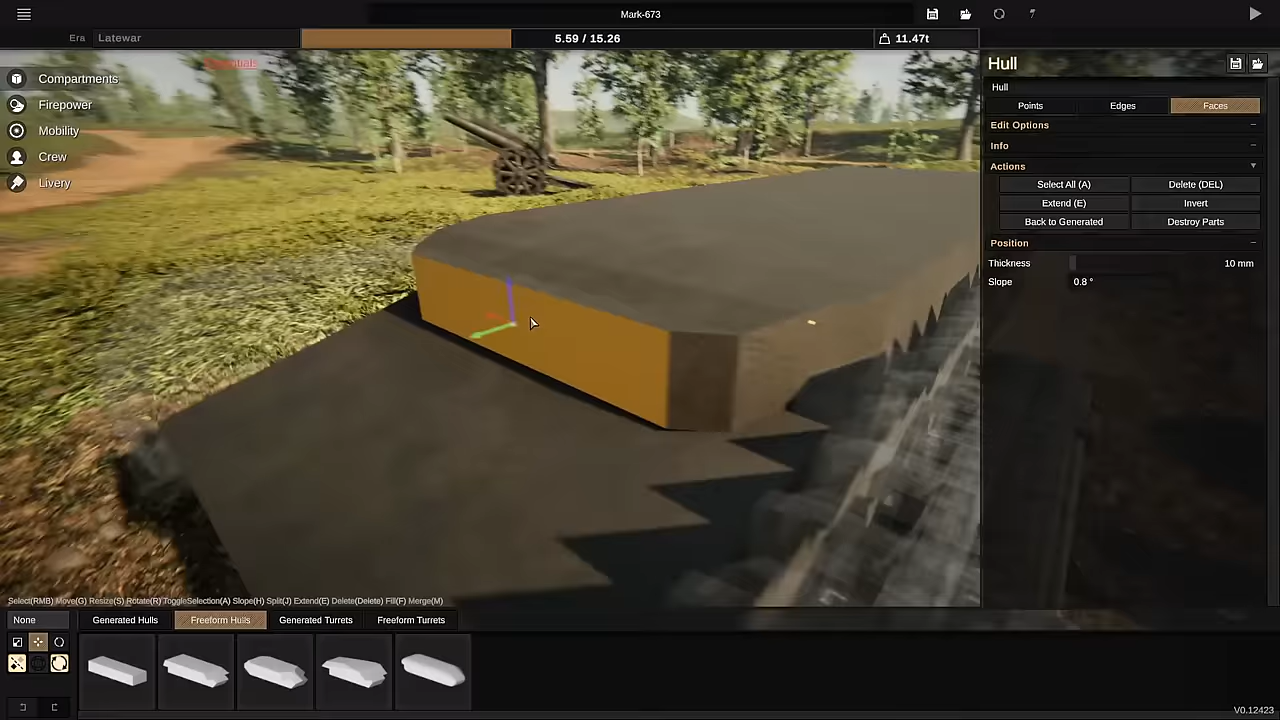 Mark-673
Era Latewar 5.59 / 15.26 11.47t
Compartments
Firepower
Mobility
Crew
Livery
Hull
Hull
Points Edges Faces
Edit Options
Info
Actions
Select All (A) Delete (DEL)
Extend (E) Invert
Back to Generated Destroy Parts
Position
Thickness 10 mm
Slope 0.8 °
Select(RMB) Move(G) Resize(S) Rotate(R) ToggleSelection(A) Slope(H) Split(J) Extend(E) Delete(Delete) Fill(F) Merge(M)
None Generated Hulls Freeform Hulls Generated Turrets Freeform Turrets
V0.12423